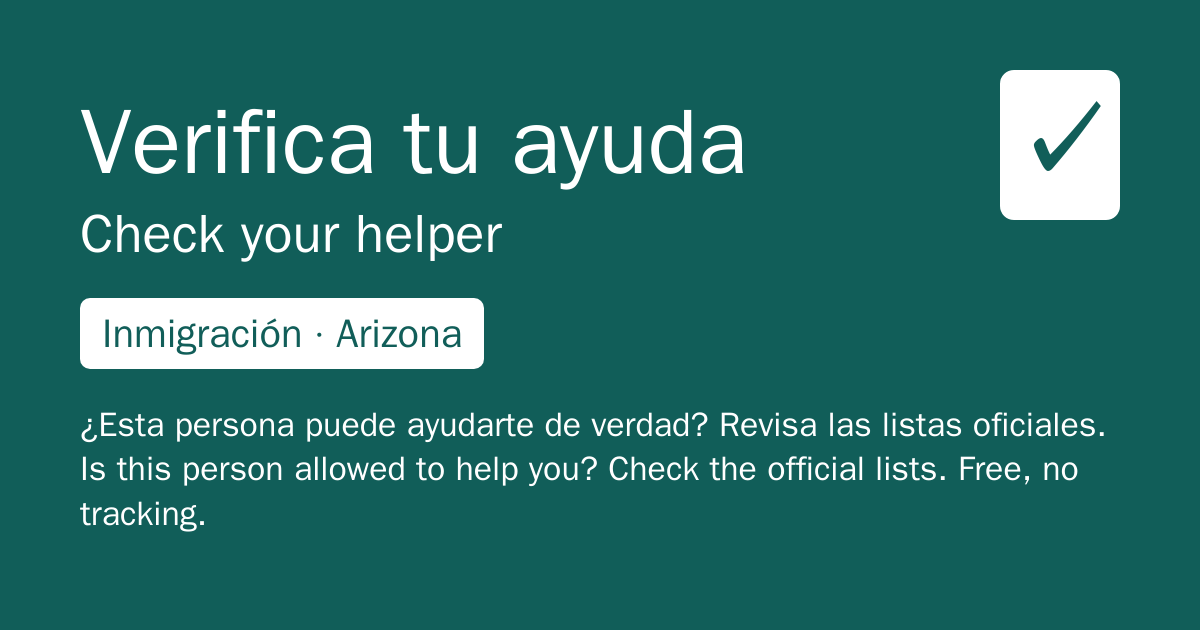 Verifica tu ayuda
Check your helper
Inmigración · Arizona
¿Esta persona puede ayudarte de verdad? Revisa las listas oficiales.
Is this person allowed to help you? Check the official lists. Free, no
tracking.